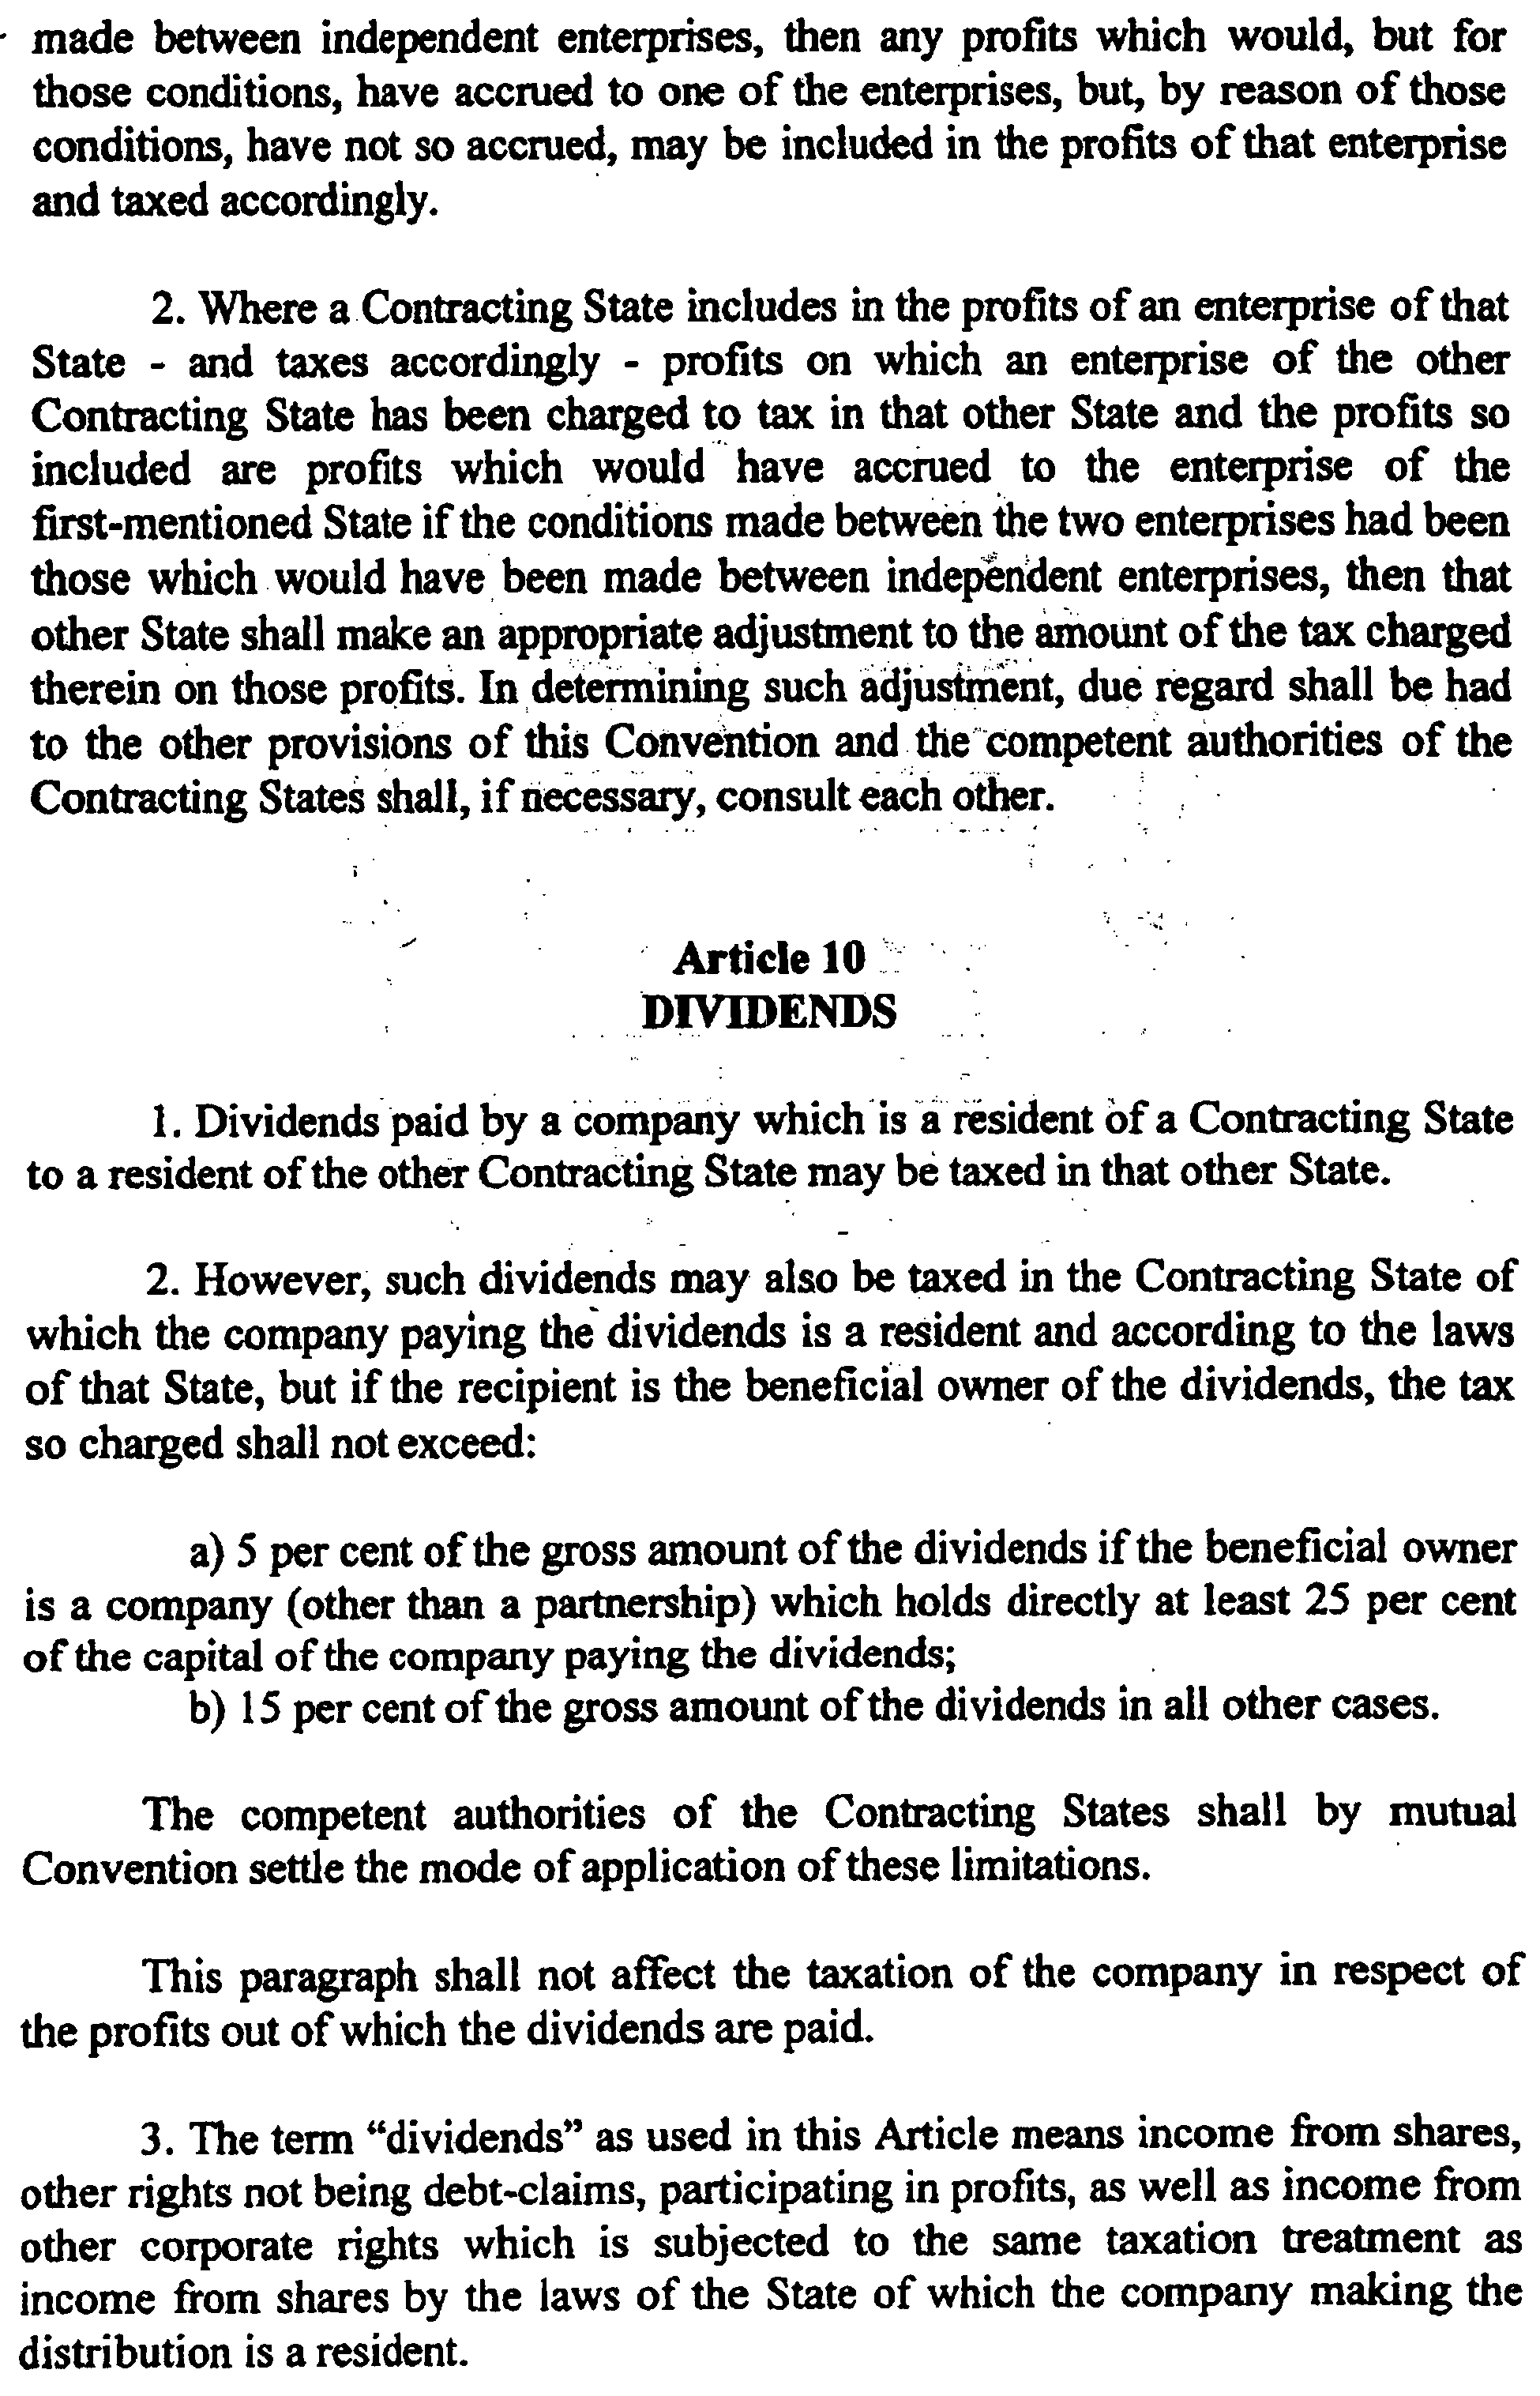 made between independent enterprises, then any profits which would, but for
those conditions, have accrued to one of the enterprises, but, by reason of those
conditions, have not so accrued, may be included in the profits of that enterprise
and taxed accordingly.
2. Where a Contracting State includes in the profits of an enterprise of that
State - and taxes accordingly - profits on which an enterprise of the other
Contracting State has been charged to tax in that other State and the profits so
included are profits which would have accrued to the enterprise of the
first-mentioned State if the conditions made between the two enterprises had been
those which would have been made between independent enterprises, then that
other State shall make an appropriate adjustment to the amount of the tax charged
therein on those profits. In determining such adjustment, due regard shall be had
to the other provisions of this Convention and the competent authorities of the
Contracting States shall, if necessary, consult each other.
Article 10
DIVIDENDS
1. Dividends paid by a company which is a resident of a Contracting State
to a resident of the other Contracting State may be taxed in that other State.
2. However, such dividends may also be taxed in the Contracting State of
which the company paying the dividends is a resident and according to the laws
of that State, but if the recipient is the beneficial owner of the dividends, the tax
so charged shall not exceed:
a) 5 per cent of the gross amount of the dividends if the beneficial owner
is a company (other than a partnership) which holds directly at least 25 per cent
of the capital of the company paying the dividends;
b) 15 per cent of the gross amount of the dividends in all other cases.
The competent authorities of the Contracting States shall by mutual
Convention settle the mode of application of these limitations.
This paragraph shall not affect the taxation of the company in respect of
the profits out of which the dividends are paid.
3. The term “dividends” as used in this Article means income from shares,
other rights not being debt-claims, participating in profits, as well as income from
other corporate rights which is subjected to the same taxation treatment as
income from shares by the laws of the State of which the company making the
distribution is a resident.